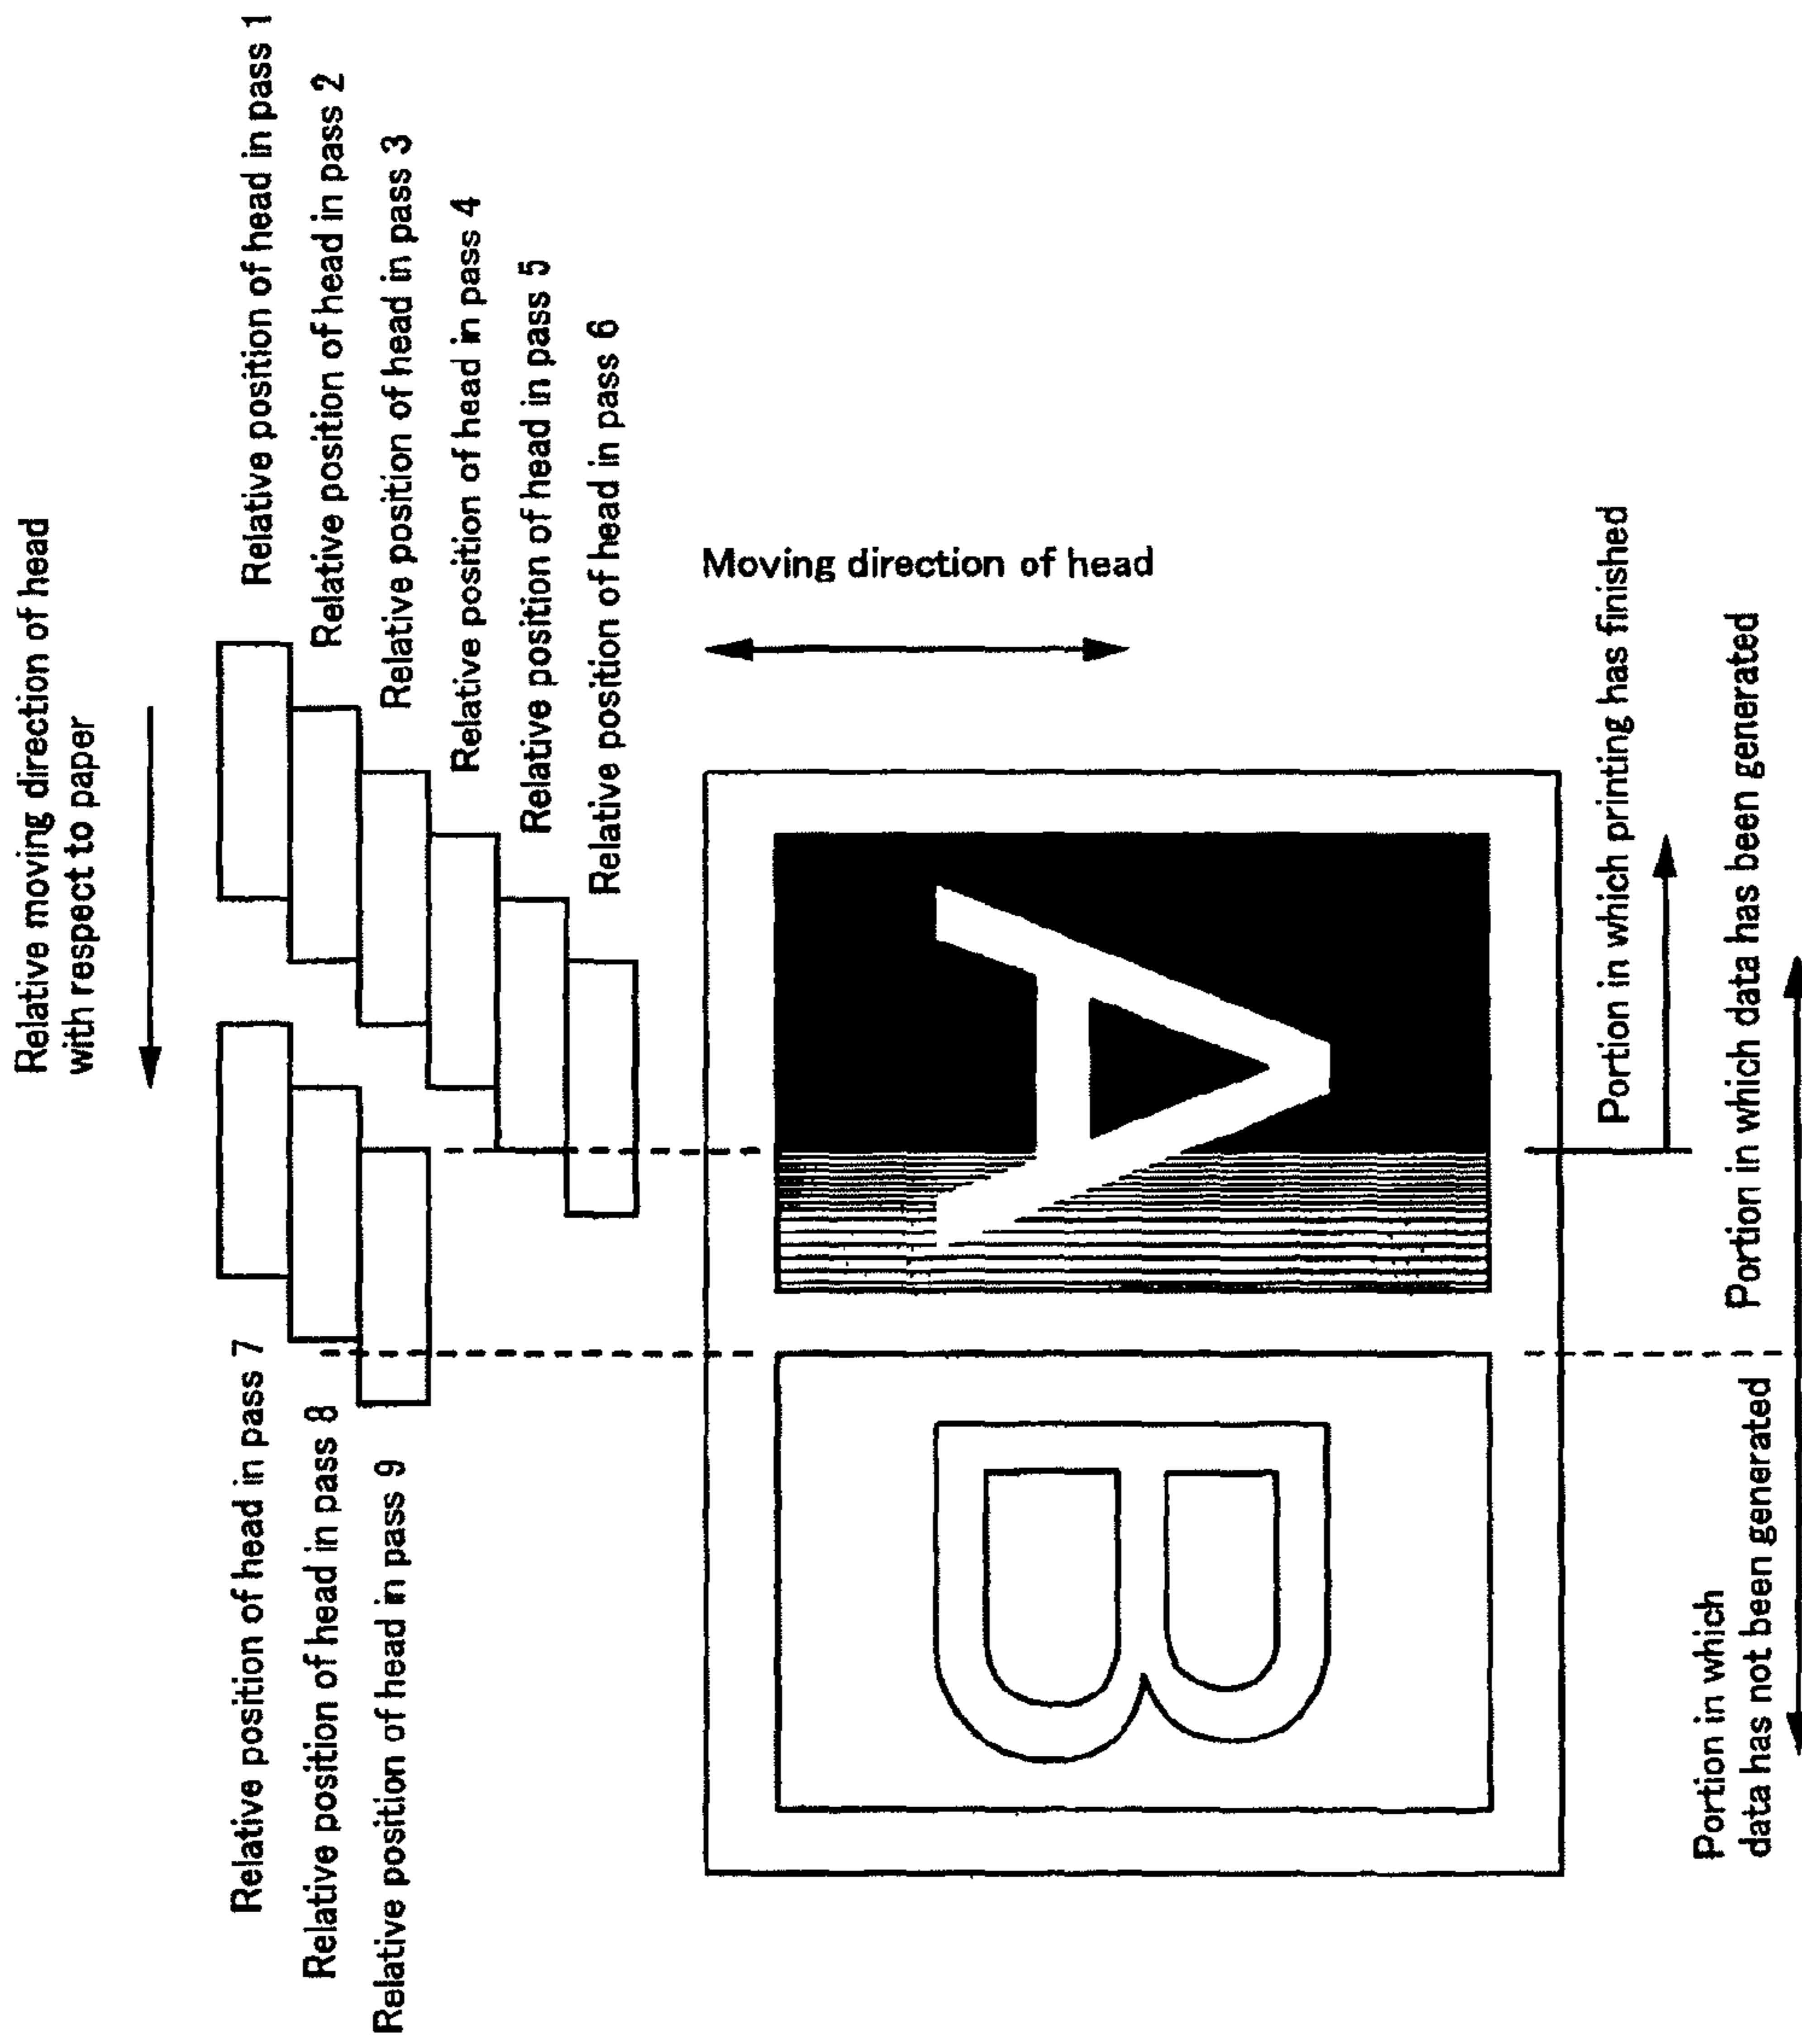 Relative moving direction of head
with respect to paper
Relative position of head in pass 1
Relative position of head in pass 2
Relative position of head in pass 3
Relative position of head in pass 4
Relative position of head in pass 5
Relative position of head in pass 6
Relative position of head in pass 7
Relative position of head in pass 8
Relative position of head in pass 9
Moving direction of head
A
B
Portion in which printing has finished
Portion in which data has been generated
Portion in which
data has not been generated